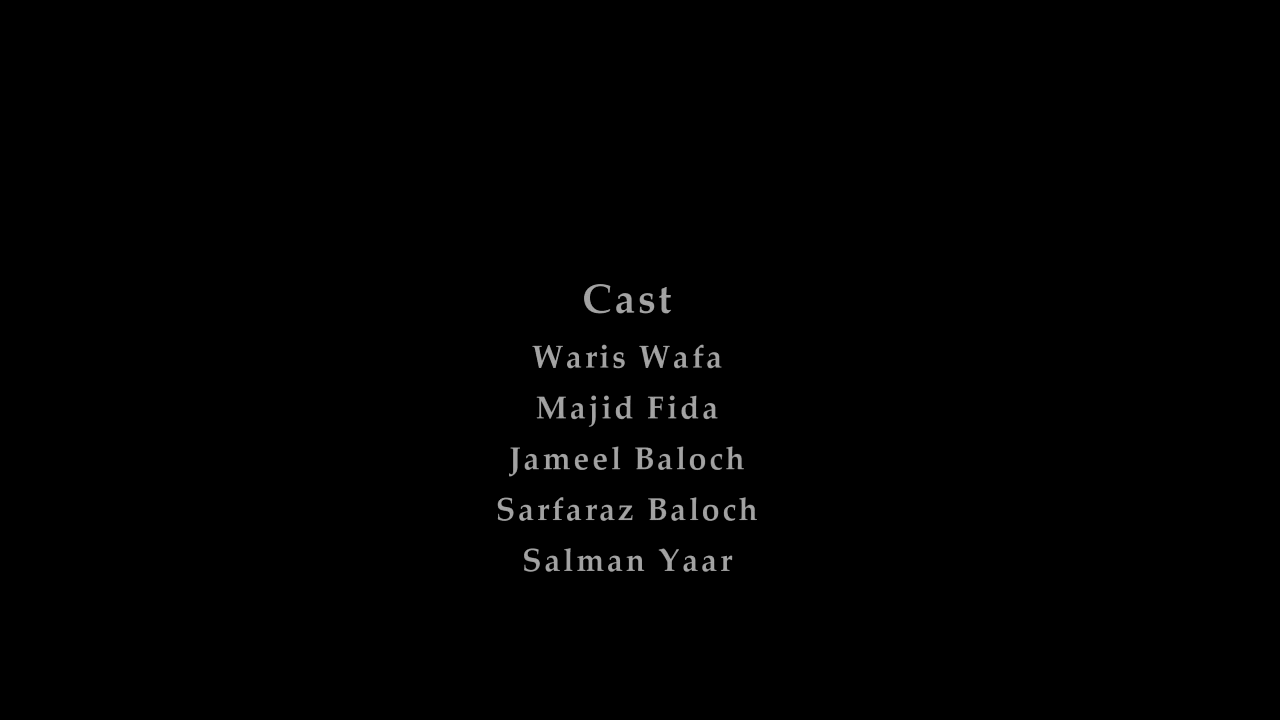 Cast
Waris Wafa
Majid Fida
Jameel Baloch
Sarfaraz Baloch
Salman Yaar